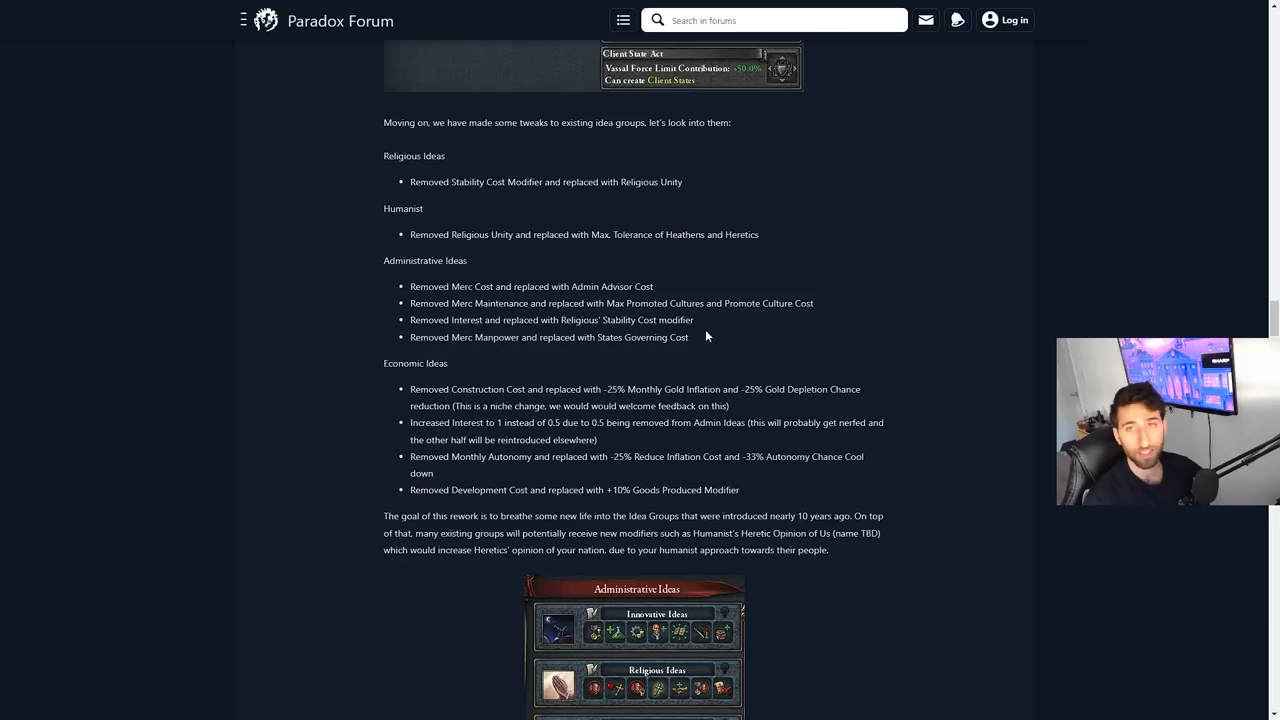 Paradox Forum
Search in forums
Log in
Client State Act
Vassal Force Limit Contribution: +50.0%
Can create Client States
Moving on, we have made some tweaks to existing idea groups, let's look into them:
Religious Ideas
• Removed Stability Cost Modifier and replaced with Religious Unity
Humanist
• Removed Religious Unity and replaced with Max. Tolerance of Heathens and Heretics
Administrative Ideas
• Removed Merc Cost and replaced with Admin Advisor Cost
• Removed Merc Maintenance and replaced with Max Promoted Cultures and Promote Culture Cost
• Removed Interest and replaced with Religious' Stability Cost modifier
• Removed Merc Manpower and replaced with States Governing Cost
Economic Ideas
• Removed Construction Cost and replaced with -25% Monthly Gold Inflation and -25% Gold Depletion Chance
reduction (This is a niche change, we would would welcome feedback on this)
• Increased Interest to 1 instead of 0.5 due to 0.5 being removed from Admin Ideas (this will probably get nerfed and
the other half will be reintroduced elsewhere)
• Removed Monthly Autonomy and replaced with -25% Reduce Inflation Cost and -33% Autonomy Chance Cool
down
• Removed Development Cost and replaced with +10% Goods Produced Modifier
The goal of this rework is to breathe some new life into the Idea Groups that were introduced nearly 10 years ago. On top
of that, many existing groups will potentially receive new modifiers such as Humanist's Heretic Opinion of Us (name TBD)
which would increase Heretics' opinion of your nation, due to your humanist approach towards their people.
SHARP
Administrative Ideas
Innovative Ideas
Religious Ideas